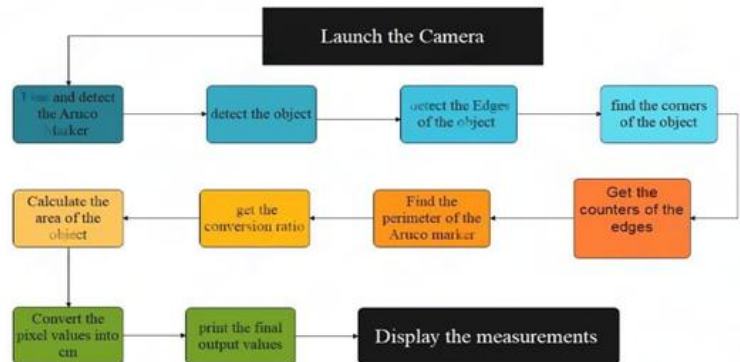 Launch the Camera
and detect
the Aruco
Marker
detect the object
detect the Edges
of the object
find the corners
of the object
Get the
counters of the
edges
Find the
perimeter of the
Aruco marker
get the
conversion ratio
Calculate the
area of the
object
Convert the
pixel values into
cm
print the final
output values
Display the measurements